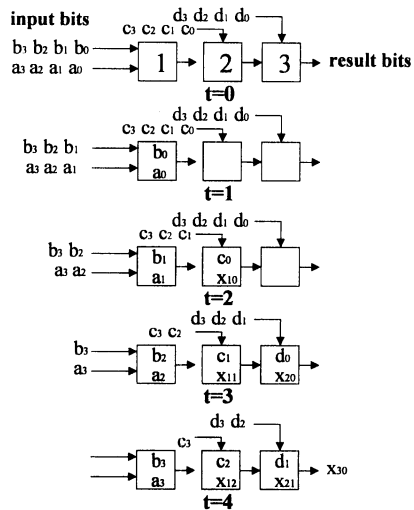 input bits
d₃ d₂ d₁ d₀
c₃ c₂ c₁ c₀
b₃ b₂ b₁ b₀
a₃ a₂ a₁ a₀
1 2 3
result bits
t=0
d₃ d₂ d₁ d₀
c₃ c₂ c₁ c₀
b₃ b₂ b₁
a₃ a₂ a₁
b₀
a₀
t=1
d₃ d₂ d₁ d₀
c₃ c₂ c₁
b₃ b₂
a₃ a₂
b₁ c₀
a₁ x₁₀
t=2
d₃ d₂ d₁
c₃ c₂
b₃
a₃
b₂ c₁ d₀
a₂ x₁₁ x₂₀
t=3
d₃ d₂
c₃
b₃ c₂ d₁
a₃ x₁₂ x₂₁
x₃₀
t=4